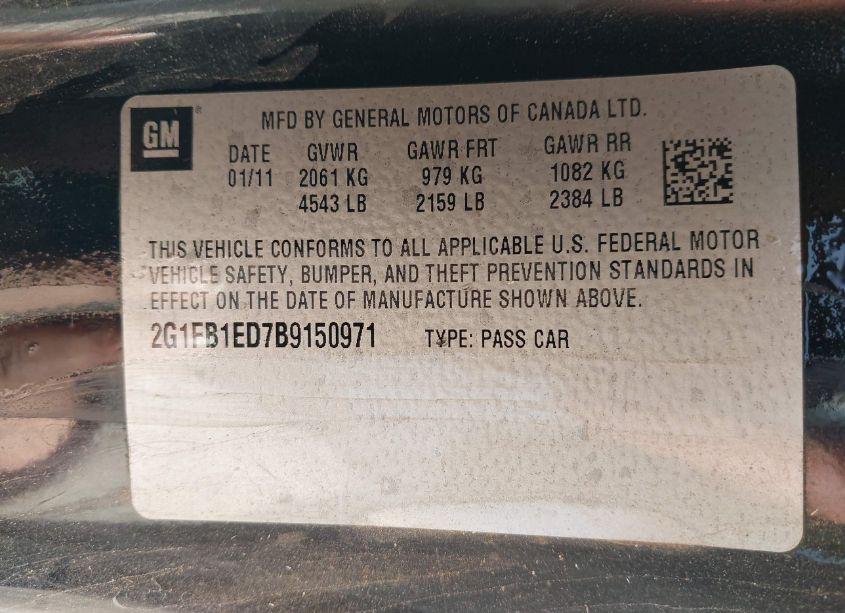 GM ®
MFD BY GENERAL MOTORS OF CANADA LTD.
DATE GVWR GAWR FRT GAWR RR
01/11 2061 KG 979 KG 1082 KG
4543 LB 2159 LB 2384 LB
THIS VEHICLE CONFORMS TO ALL APPLICABLE U.S. FEDERAL MOTOR
VEHICLE SAFETY, BUMPER, AND THEFT PREVENTION STANDARDS IN
EFFECT ON THE DATE OF MANUFACTURE SHOWN ABOVE.
2G1FB1ED7B9150971 TYPE: PASS CAR